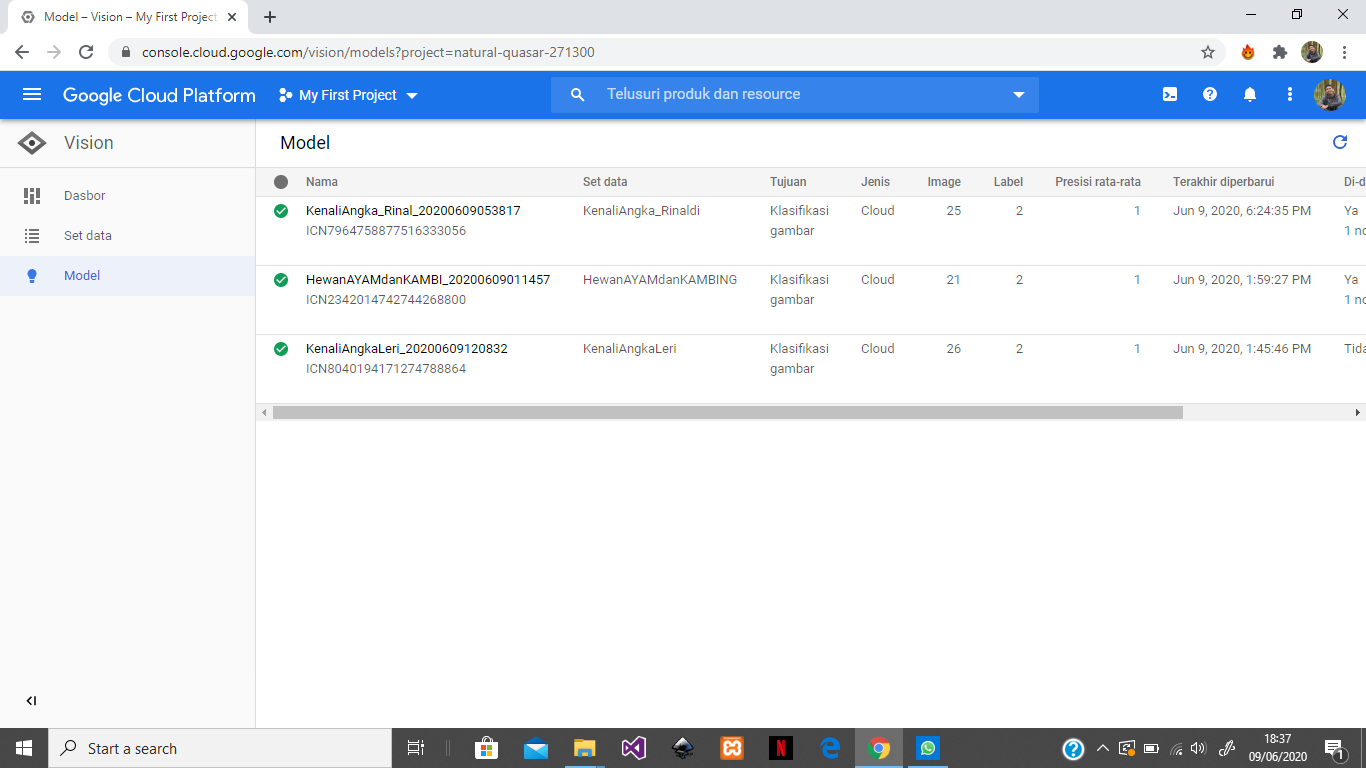 Model – Vision – My First Project
console.cloud.google.com/vision/models?project=natural-quasar-271300
Google Cloud Platform
My First Project
Telusuri produk dan resource
Vision
Model
Dasbor
Set data
Model
Nama Set data Tujuan Jenis Image Label Presisi rata-rata Terakhir diperbarui Di-d
KenaliAngka_Rinal_20200609053817 KenaliAngka_Rinaldi Klasifikasi Cloud 25 2 1 Jun 9, 2020, 6:24:35 PM Ya
ICN7964758877516333056 gambar 1 no
HewanAYAMdanKAMBI_20200609011457 HewanAYAMdanKAMBING Klasifikasi Cloud 21 2 1 Jun 9, 2020, 1:59:27 PM Ya
ICN2342014742744268800 gambar 1 no
KenaliAngkaLeri_20200609120832 KenaliAngkaLeri Klasifikasi Cloud 26 2 1 Jun 9, 2020, 1:45:46 PM Tida
ICN8040194171274788864 gambar
Start a search
18:37
09/06/2020
1